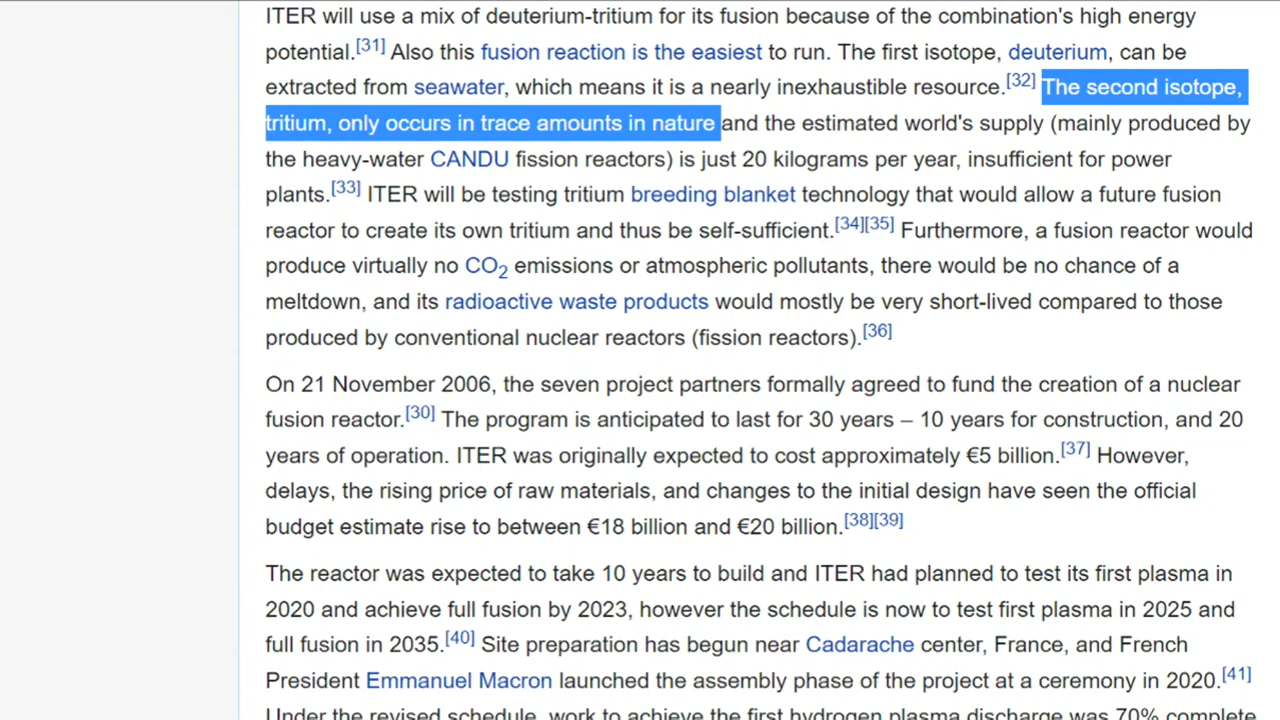 ITER will use a mix of deuterium-tritium for its fusion because of the combination's high energy
potential.[31] Also this fusion reaction is the easiest to run. The first isotope, deuterium, can be
extracted from seawater, which means it is a nearly inexhaustible resource.[32] The second isotope,
tritium, only occurs in trace amounts in nature and the estimated world's supply (mainly produced by
the heavy-water CANDU fission reactors) is just 20 kilograms per year, insufficient for power
plants.[33] ITER will be testing tritium breeding blanket technology that would allow a future fusion
reactor to create its own tritium and thus be self-sufficient.[34][35] Furthermore, a fusion reactor would
produce virtually no CO2 emissions or atmospheric pollutants, there would be no chance of a
meltdown, and its radioactive waste products would mostly be very short-lived compared to those
produced by conventional nuclear reactors (fission reactors).[36]
On 21 November 2006, the seven project partners formally agreed to fund the creation of a nuclear
fusion reactor.[30] The program is anticipated to last for 30 years – 10 years for construction, and 20
years of operation. ITER was originally expected to cost approximately €5 billion.[37] However,
delays, the rising price of raw materials, and changes to the initial design have seen the official
budget estimate rise to between €18 billion and €20 billion.[38][39]
The reactor was expected to take 10 years to build and ITER had planned to test its first plasma in
2020 and achieve full fusion by 2023, however the schedule is now to test first plasma in 2025 and
full fusion in 2035.[40] Site preparation has begun near Cadarache center, France, and French
President Emmanuel Macron launched the assembly phase of the project at a ceremony in 2020.[41]
Under the revised schedule, work to achieve the first hydrogen plasma discharge was 70% complete